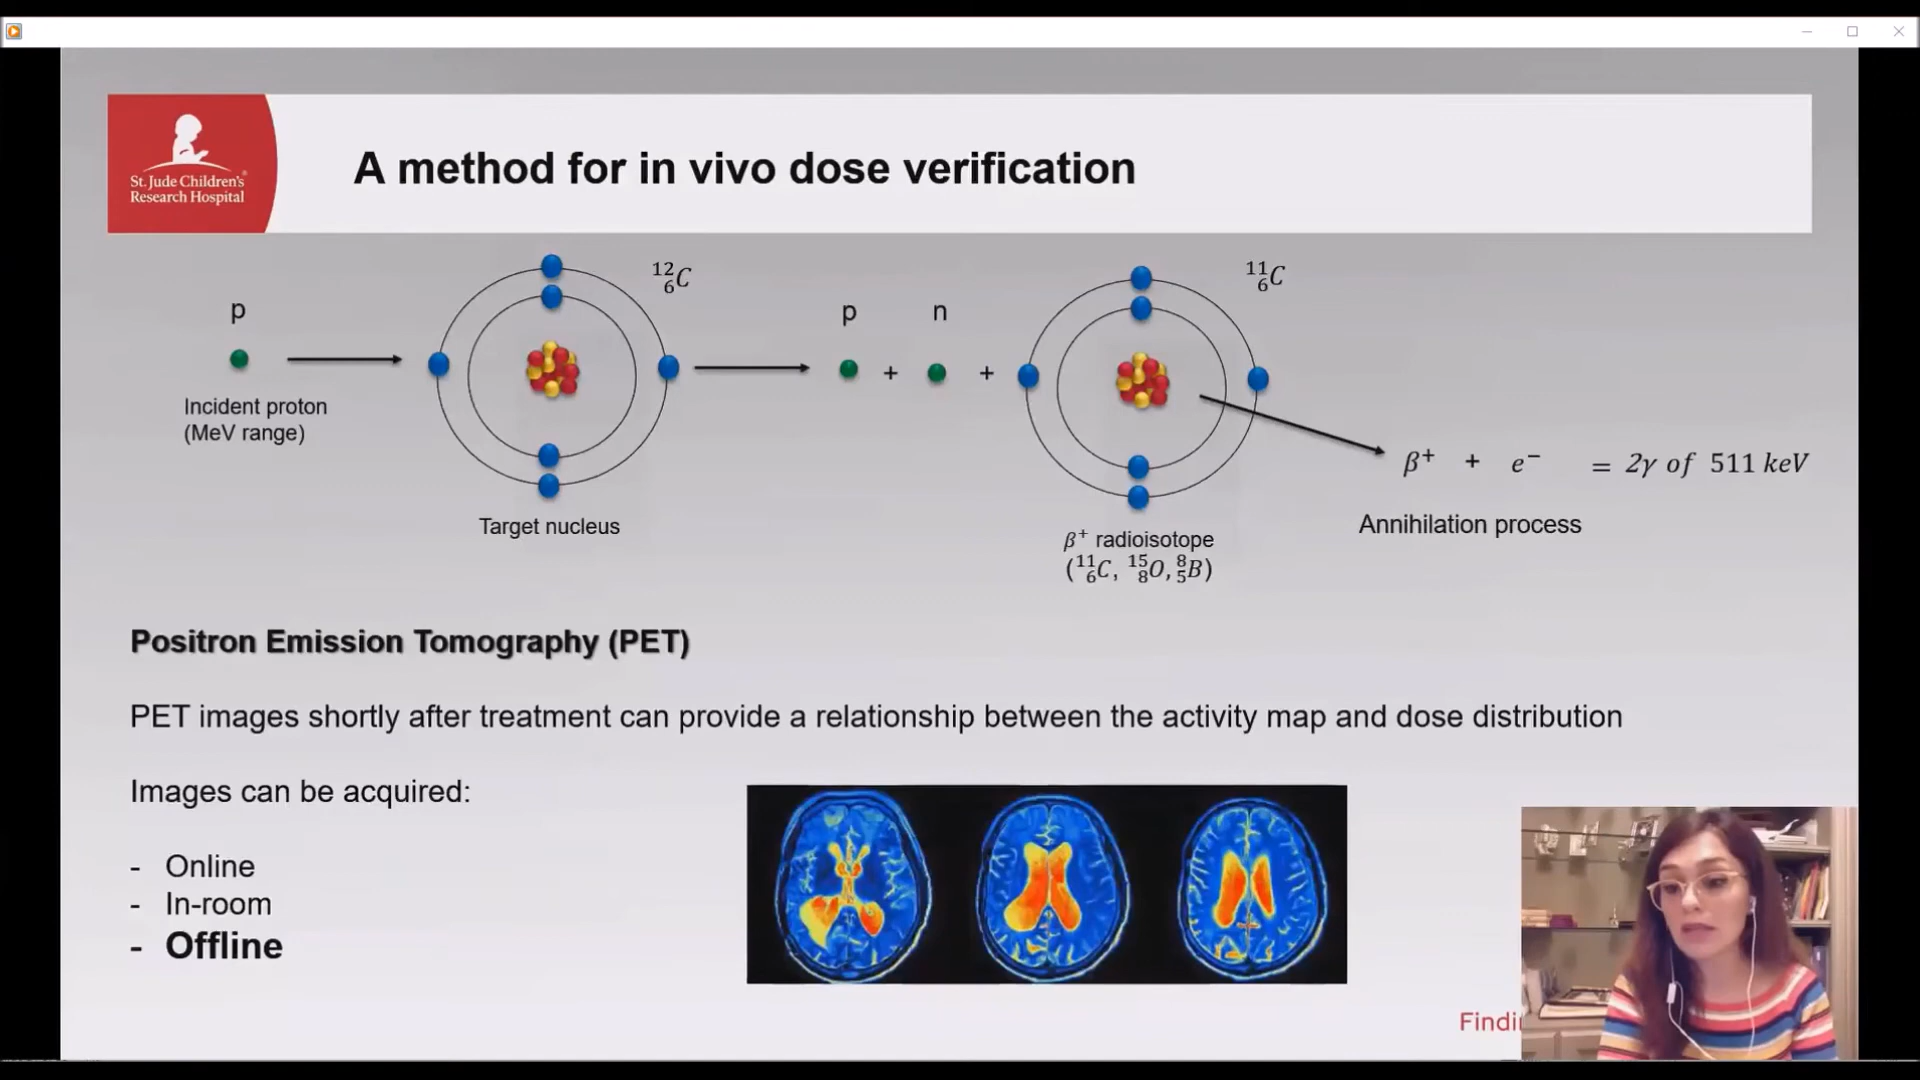 St. Jude Children's®
Research Hospital
A method for in vivo dose verification
p
Incident proton
(MeV range)
¹²₆C
Target nucleus
p
n
+
+
¹¹₆C
β⁺ radioisotope
(¹¹₆C, ¹⁵₈O, ⁸₅B)
β⁺ + e⁻ = 2γ of 511 keV
Annihilation process
Positron Emission Tomography (PET)
PET images shortly after treatment can provide a relationship between the activity map and dose distribution
Images can be acquired:
- Online
- In-room
- Offline